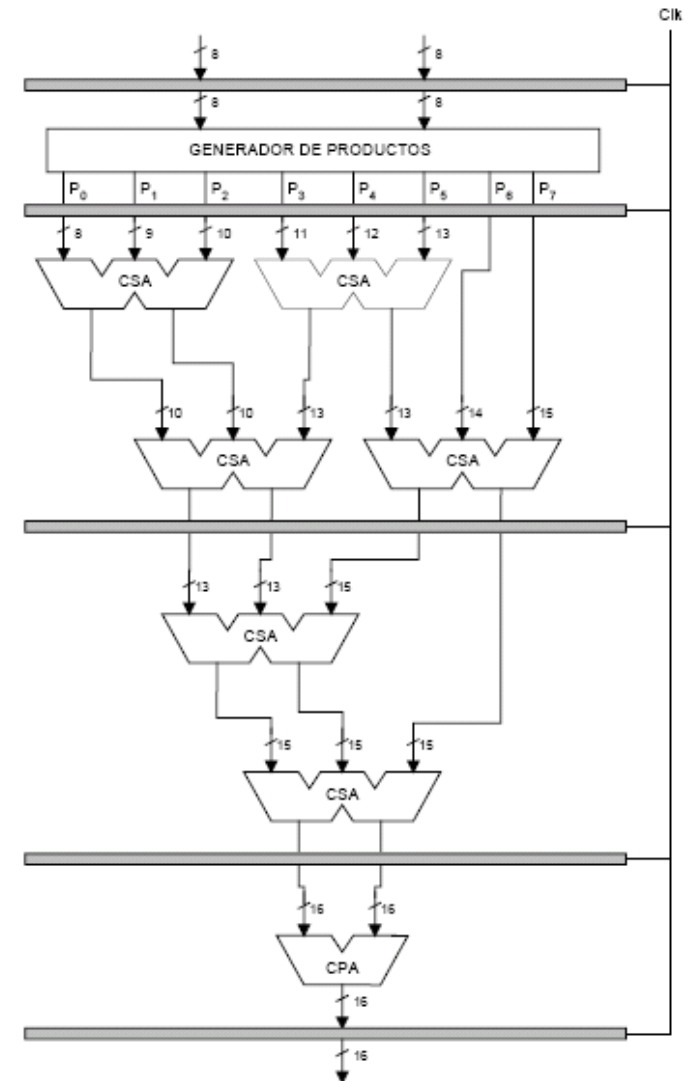 Clk
8 8
8 8
GENERADOR DE PRODUCTOS
P0 P1 P2 P3 P4 P5 P6 P7
8 9 10 11 12 13
CSA CSA
10 10 13 13 14 15
CSA CSA
13 13 15
CSA
15 15 15
CSA
16 16
CPA
16
16